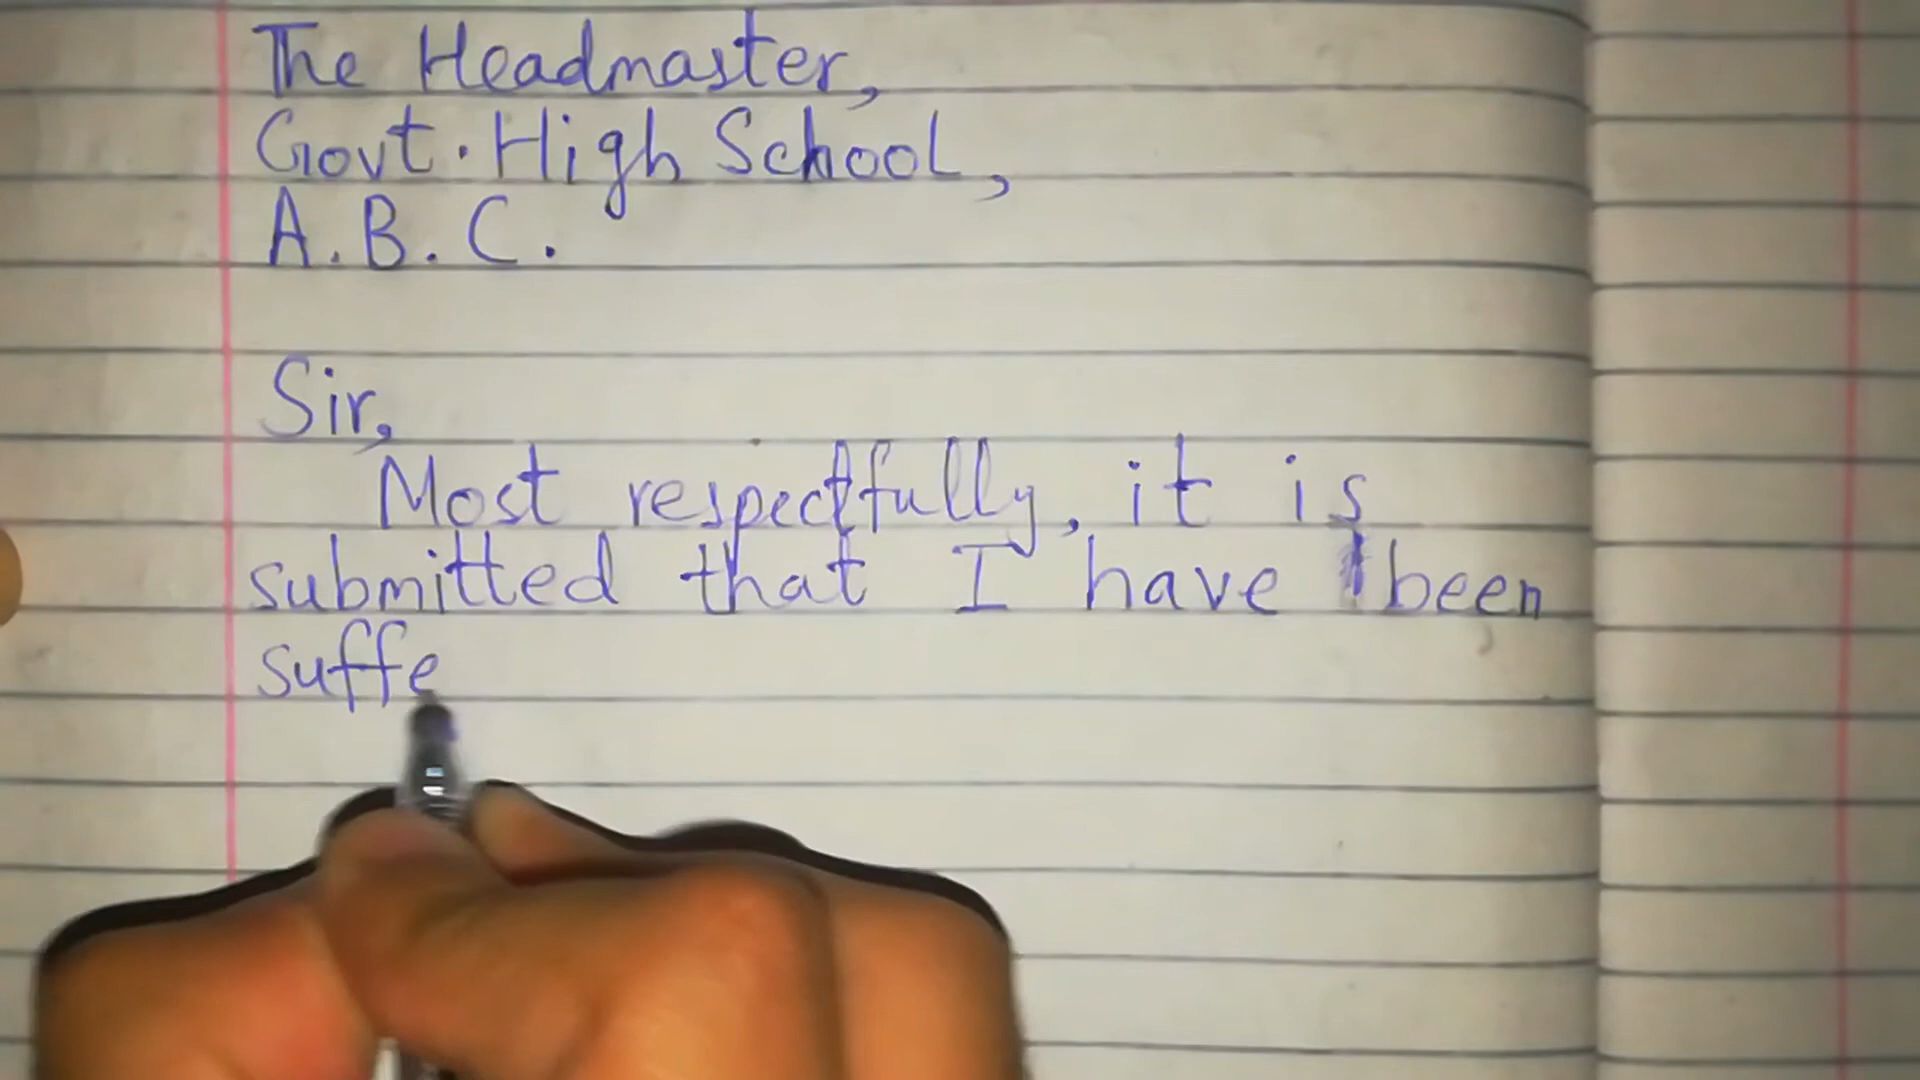 The Headmaster,
Govt. High School,
A.B.C.
Sir,
Most respectfully, it is
submitted that I have been
suffe